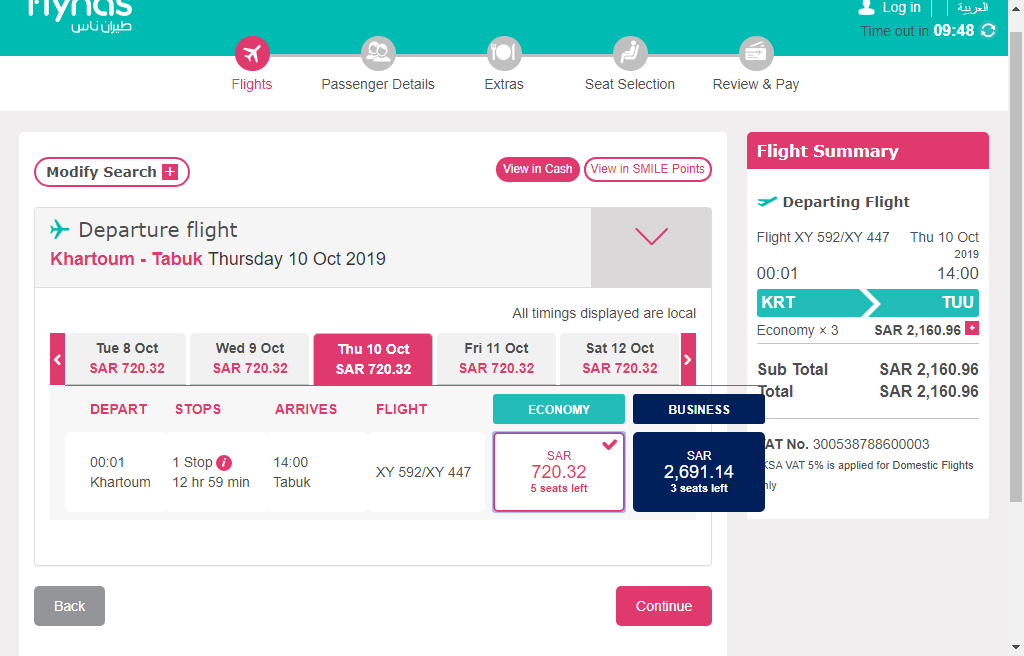 flynas
طيران ناس
Log in
العربية
Time out in 09:48
Flights
Passenger Details
Extras
Seat Selection
Review & Pay
Modify Search
View in Cash
View in SMILE Points
Departure flight
Khartoum - Tabuk Thursday 10 Oct 2019
All timings displayed are local
Tue 8 Oct
SAR 720.32
Wed 9 Oct
SAR 720.32
Thu 10 Oct
SAR 720.32
Fri 11 Oct
SAR 720.32
Sat 12 Oct
SAR 720.32
DEPART
STOPS
ARRIVES
FLIGHT
ECONOMY
BUSINESS
00:01
Khartoum
1 Stop
12 hr 59 min
14:00
Tabuk
XY 592/XY 447
SAR
720.32
5 seats left
SAR
2,691.14
3 seats left
Back
Continue
Flight Summary
Departing Flight
Flight XY 592/XY 447
Thu 10 Oct
2019
00:01
14:00
KRT
TUU
Economy × 3
SAR 2,160.96
Sub Total
SAR 2,160.96
Total
SAR 2,160.96
AT No. 300538788600003
KSA VAT 5% is applied for Domestic Flights
nly